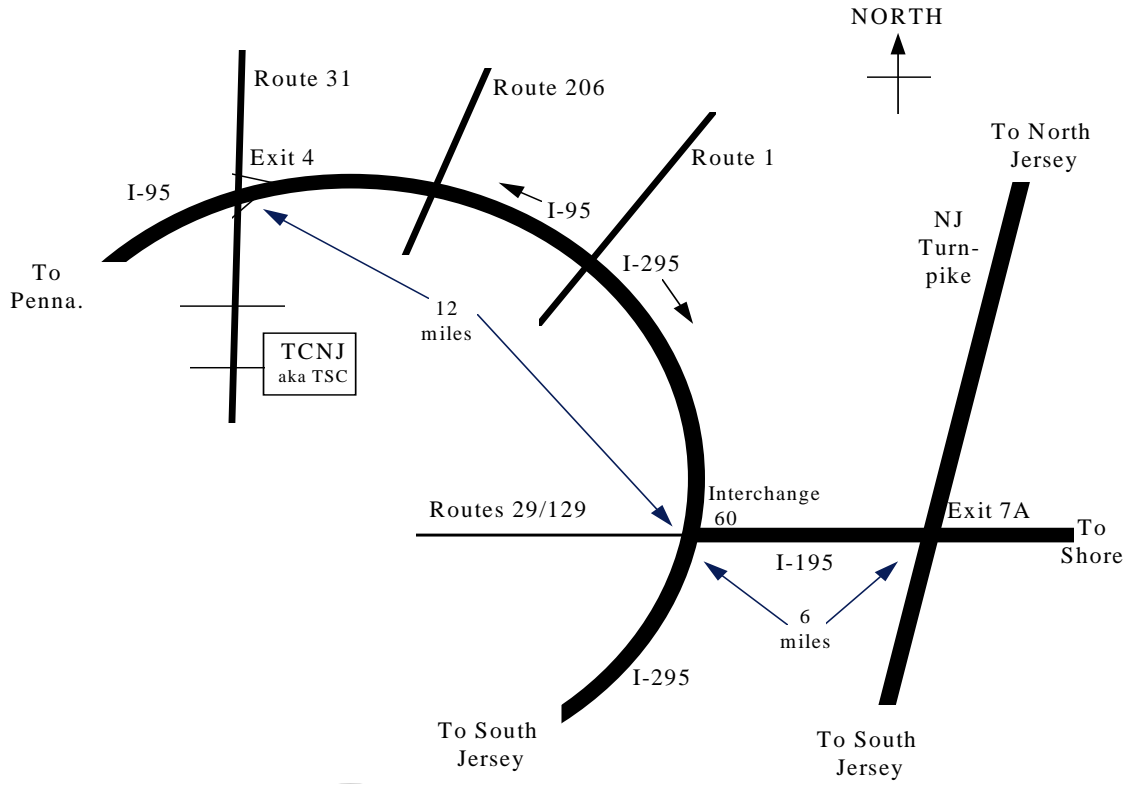 NORTH
Route 31
Route 206
To North
Jersey
Exit 4
Route 1
I-95
I-95
NJ
Turn-
pike
I-295
To
Penna.
12
miles
TCNJ
aka TSC
Interchange
60
Routes 29/129
Exit 7A
To
Shore
I-195
6
miles
I-295
To South
Jersey
To South
Jersey